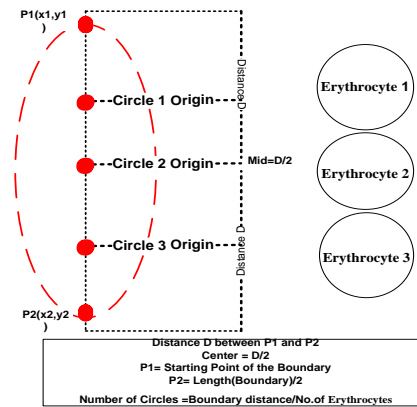 P1(x1,y1
)
Distance D
Circle 1 Origin
Erythrocyte 1
Circle 2 Origin
Mid=D/2
Erythrocyte 2
Circle 3 Origin
Distance D
Erythrocyte 3
P2(x2,y2
)
Distance D between P1 and P2
Center = D/2
P1= Starting Point of the Boundary
P2= Length(Boundary)/2
Number of Circles =Boundary distance/No.of Erythrocytes